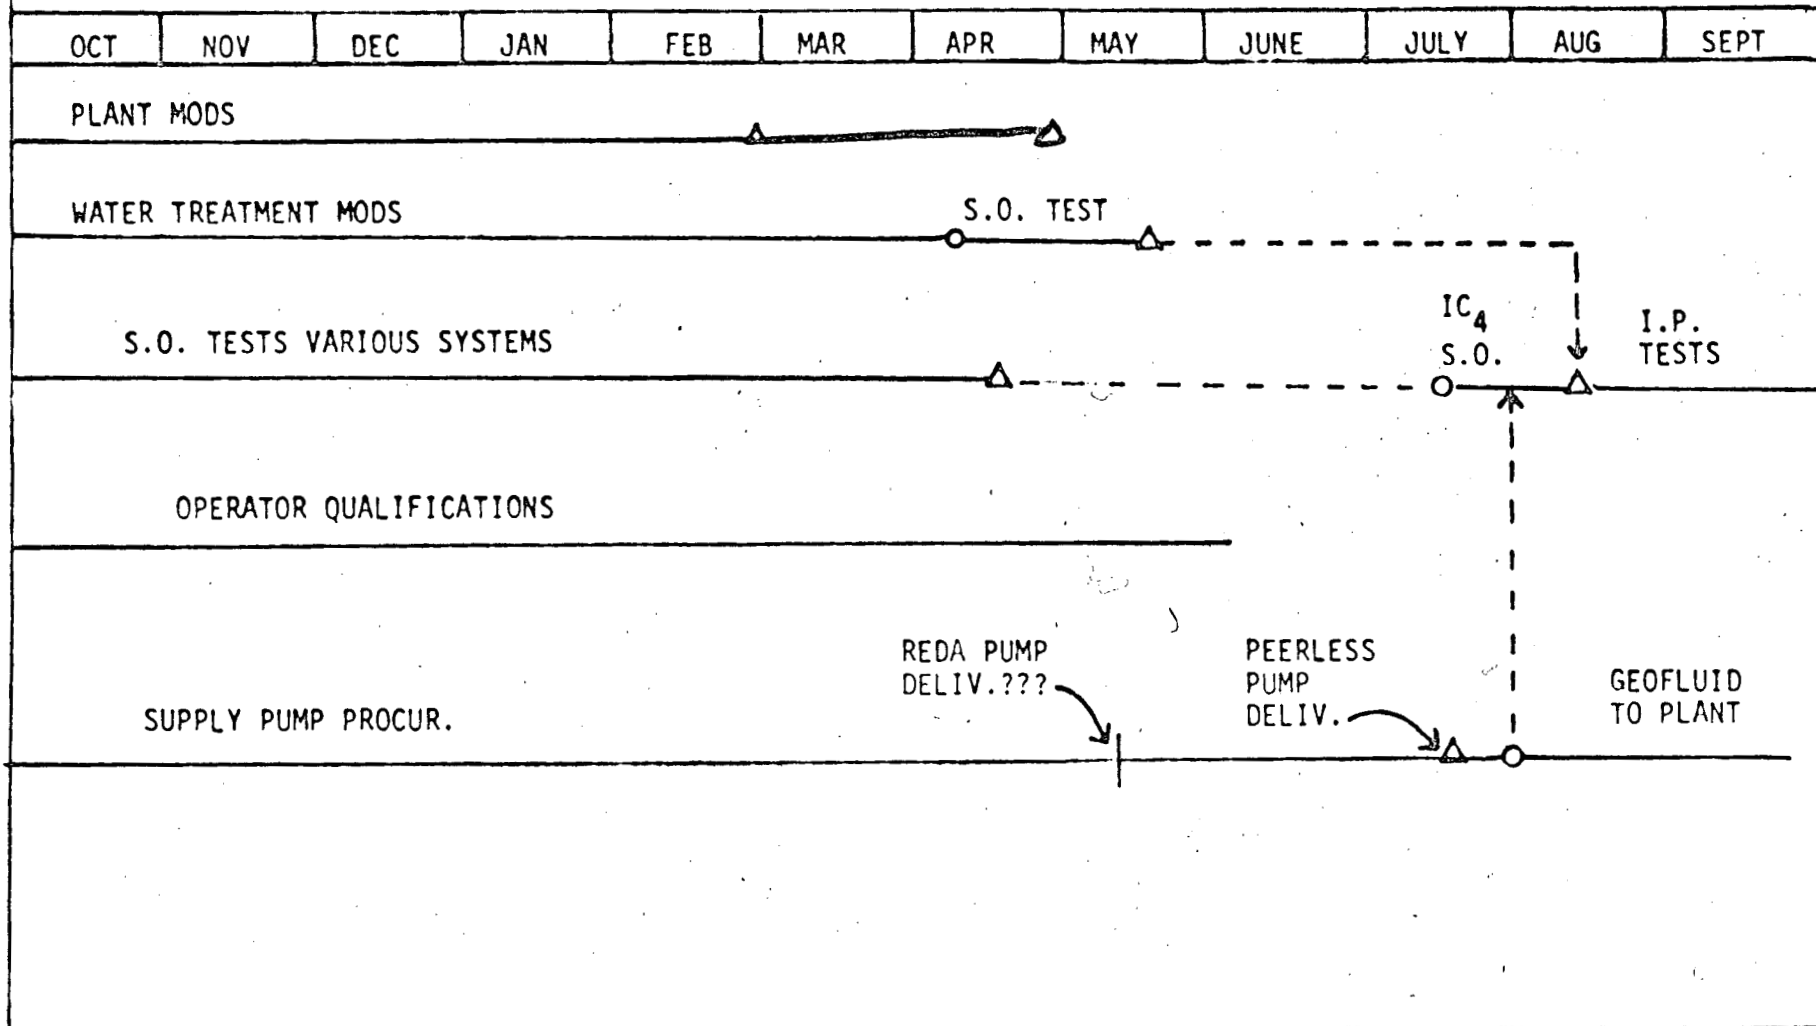 OCT NOV DEC JAN FEB MAR APR MAY JUNE JULY AUG SEPT
PLANT MODS
WATER TREATMENT MODS
S.O. TEST
S.O. TESTS VARIOUS SYSTEMS
IC4
S.O.
I.P.
TESTS
OPERATOR QUALIFICATIONS
SUPPLY PUMP PROCUR.
REDA PUMP
DELIV.???
PEERLESS
PUMP
DELIV.
GEOFLUID
TO PLANT